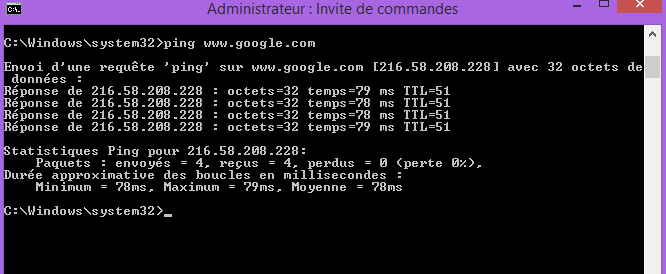 Administrateur : Invite de commandes
C:\Windows\system32>ping www.google.com
Envoi d'une requête 'ping' sur www.google.com [216.58.208.228] avec 32 octets de
données :
Réponse de 216.58.208.228 : octets=32 temps=79 ms TTL=51
Réponse de 216.58.208.228 : octets=32 temps=78 ms TTL=51
Réponse de 216.58.208.228 : octets=32 temps=78 ms TTL=51
Réponse de 216.58.208.228 : octets=32 temps=79 ms TTL=51
Statistiques Ping pour 216.58.208.228:
Paquets : envoyés = 4, reçus = 4, perdus = 0 (perte 0%),
Durée approximative des boucles en millisecondes :
Minimum = 78ms, Maximum = 79ms, Moyenne = 78ms
C:\Windows\system32>_